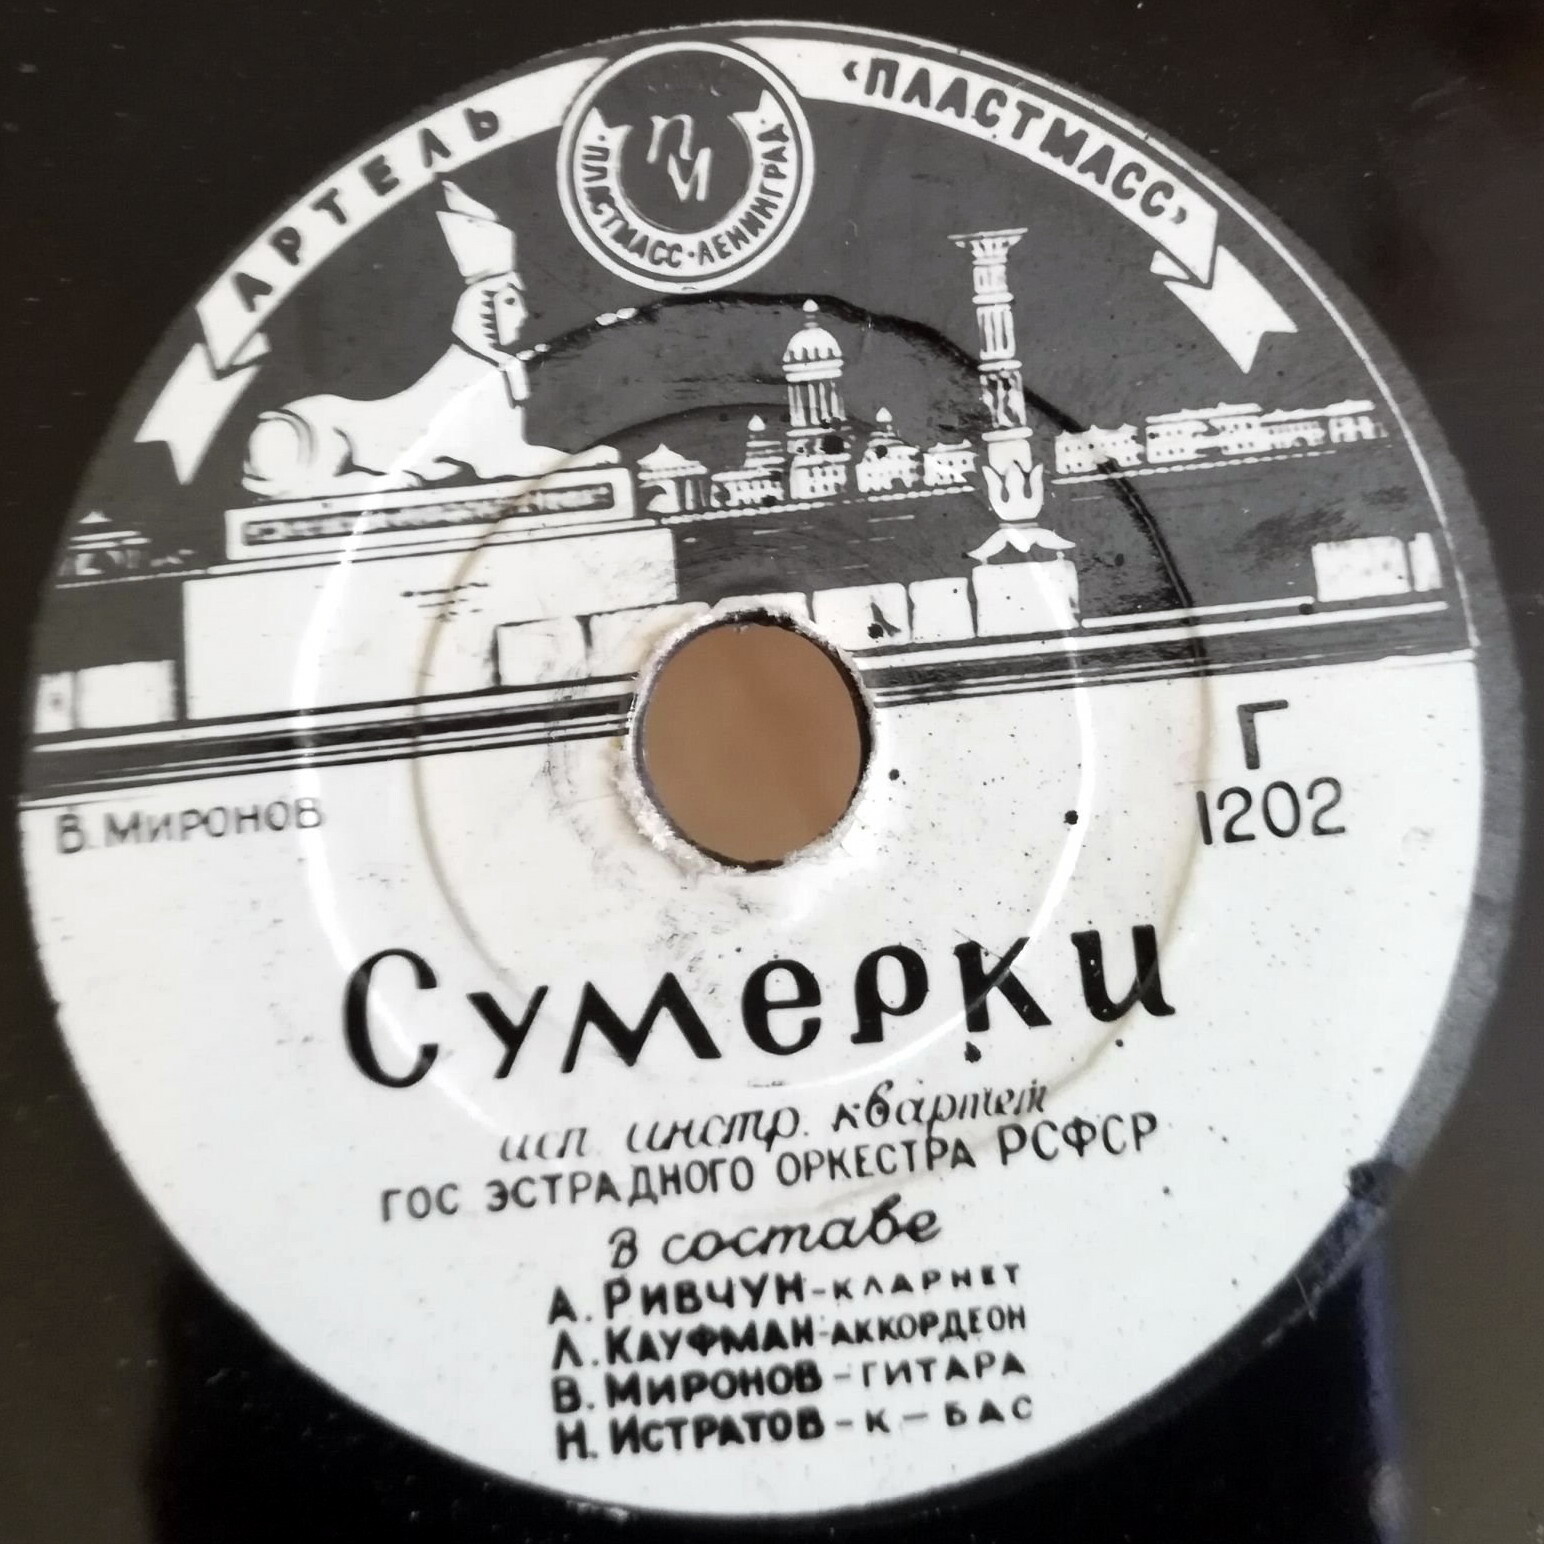 АРТЕЛЬ «ПЛАСТМАСС»
ПМ
·ПЛАСТМАСС·ЛЕНИНГРАД·
В. Миронов
Г
1202
Сумерки
исп. инстр. квартет
ГОС ЭСТРАДНОГО ОРКЕСТРА РСФСР
В составе
А. РИВЧУН-КЛАРНЕТ
Л. КАУФМАН-АККОРДЕОН
В. МИРОНОВ-ГИТАРА
Н. ИСТРАТОВ-К-БАС